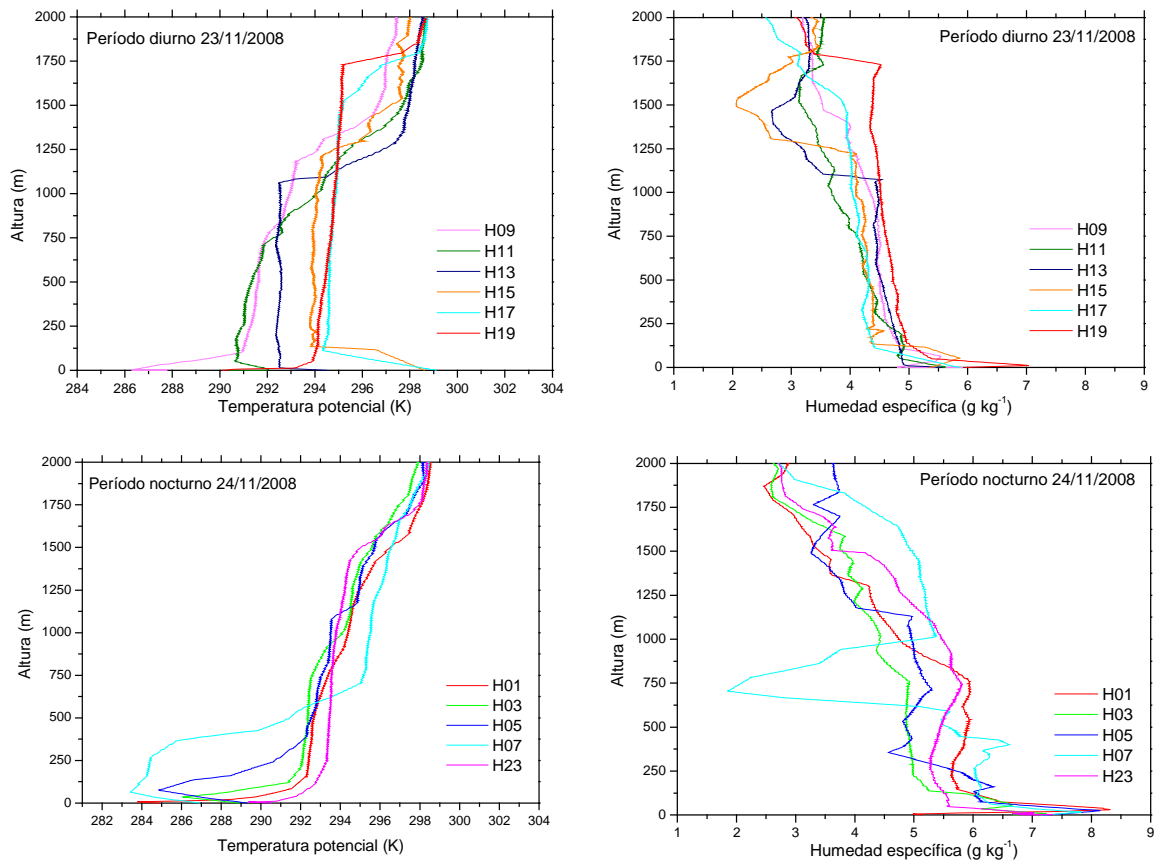 Período diurno 23/11/2008
Altura (m)
2000
1750
1500
1250
1000
750
500
250
0
H09
H11
H13
H15
H17
H19
284 286 288 290 292 294 296 298 300 302 304
Temperatura potencial (K)
Período diurno 23/11/2008
Altura (m)
2000
1750
1500
1250
1000
750
500
250
0
H09
H11
H13
H15
H17
H19
1 2 3 4 5 6 7 8 9
Humedad específica (g kg⁻¹)
Período nocturno 24/11/2008
Altura (m)
2000
1750
1500
1250
1000
750
500
250
0
H01
H03
H05
H07
H23
282 284 286 288 290 292 294 296 298 300 302 304
Temperatura potencial (K)
Período nocturno 24/11/2008
Altura (m)
2000
1750
1500
1250
1000
750
500
250
0
H01
H03
H05
H07
H23
1 2 3 4 5 6 7 8 9
Humedad específica (g kg⁻¹)